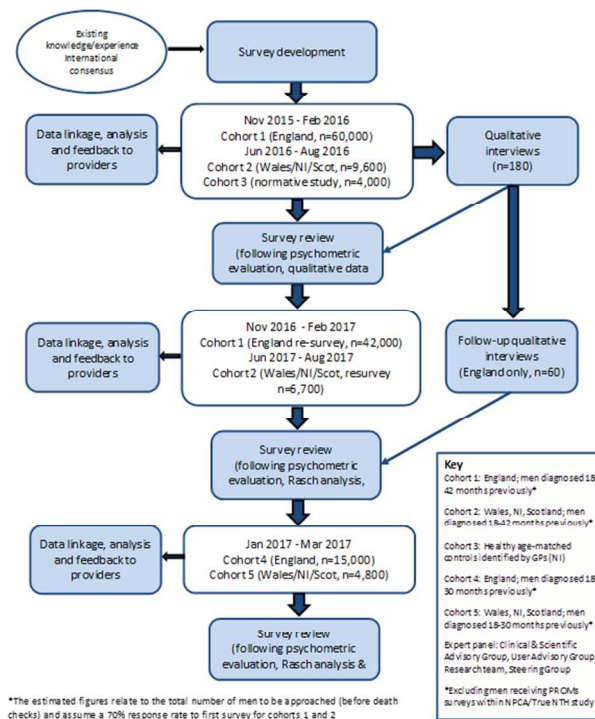 Existing
knowledge/experience
International
consensus
Survey development
Nov 2015 - Feb 2016
Cohort 1 (England, n=60,000)
Jun 2016 - Aug 2016
Cohort 2 (Wales/NI/Scot, n=9,600)
Cohort 3 (normative study, n=4,000)
Data linkage, analysis
and feedback to
providers
Qualitative
interviews
(n=180)
Survey review
(following psychometric
evaluation, qualitative data
Nov 2016 - Feb 2017
Cohort 1 (England re-survey, n=42,000)
Jun 2017 - Aug 2017
Cohort 2 (Wales/NI/Scot, resurvey
n=6,700)
Data linkage, analysis
and feedback to
providers
Follow-up qualitative
interviews
(England only, n=60)
Survey review
(following psychometric
evaluation, Rasch analysis,
Jan 2017 - Mar 2017
Cohort4 (England, n=15,000)
Cohort 5 (Wales/NI/Scot, n=4,800)
Data linkage, analysis
and feedback to
providers
Survey review
(following psychometric
evaluation, Rasch analysis &
Key
Cohort 1: England; men diagnosed 18-
42 months previously*
Cohort 2: Wales, NI, Scotland; men
diagnosed 18-42 months previously*
Cohort 3: Healthy age-matched
controls identified by GPs (NI)
Cohort 4: England; men diagnosed 18-
30 months previously*
Cohort 5: Wales, NI, Scotland; men
diagnosed 18-30 months previously*
Expert panel: Clinical & Scientific
Advisory Group, User Advisory Group,
Research team, Steering Group
*Excluding men receiving PROMs
surveys within NPCA/True NTH study
*The estimated figures relate to the total number of men to be approached (before death
checks) and assume a 70% response rate to first survey for cohorts 1 and 2